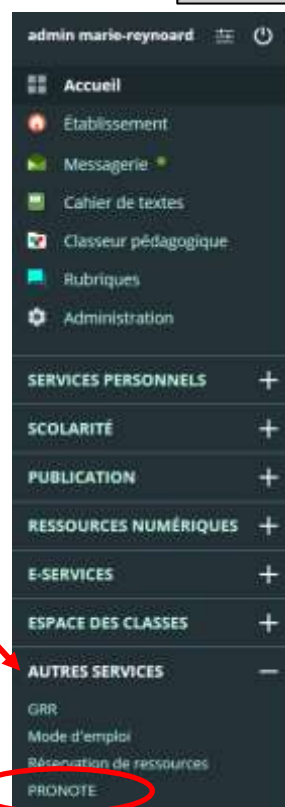 admin marie-reynoard
Accueil
Établissement
Messagerie
Cahier de textes
Classeur pédagogique
Rubriques
Administration
SERVICES PERSONNELS +
SCOLARITÉ +
PUBLICATION +
RESSOURCES NUMÉRIQUES +
E-SERVICES +
ESPACE DES CLASSES +
AUTRES SERVICES —
GRR
Mode d'emploi
Réservation de ressources
PRONOTE